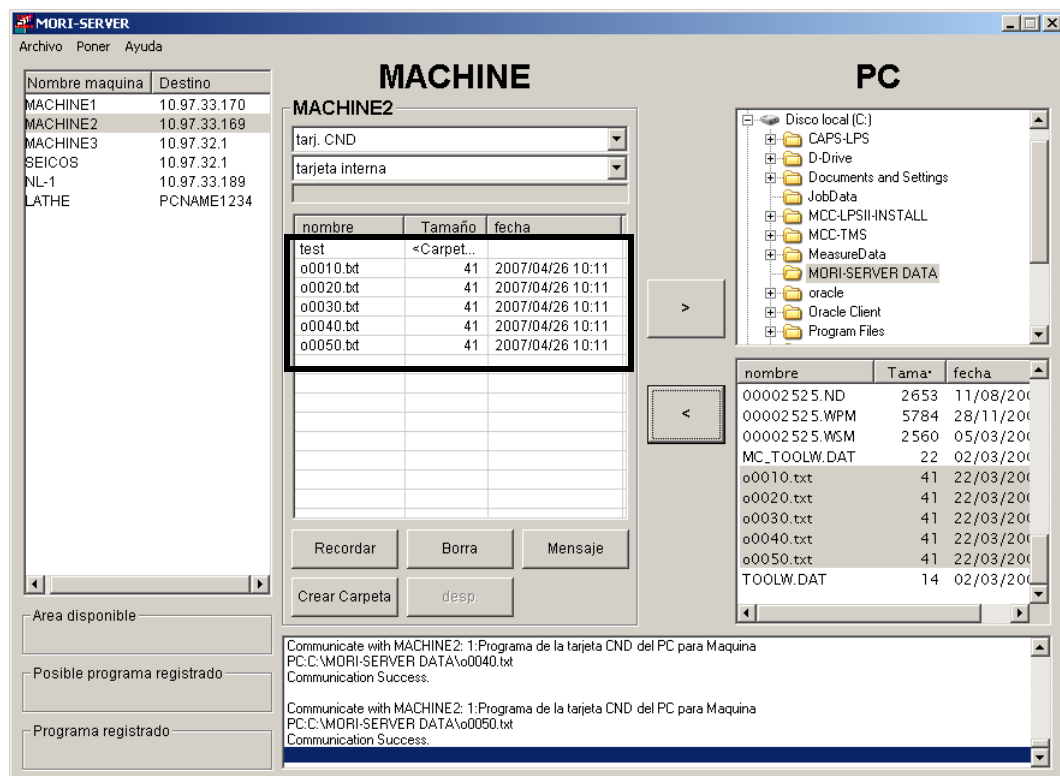 MORI-SERVER
Archivo Poner Ayuda
Nombre maquina Destino
MACHINE1 10.97.33.170
MACHINE2 10.97.33.169
MACHINE3 10.97.32.1
SEICOS 10.97.32.1
NL-1 10.97.33.189
LATHE PCNAME1234
Area disponible
Posible programa registrado
Programa registrado
MACHINE
MACHINE2
tarj. CND
tarjeta interna
nombre Tamaño fecha
test <Carpet...
o0010.txt 41 2007/04/26 10:11
o0020.txt 41 2007/04/26 10:11
o0030.txt 41 2007/04/26 10:11
o0040.txt 41 2007/04/26 10:11
o0050.txt 41 2007/04/26 10:11
Recordar Borra Mensaje
Crear Carpeta desp.
>
<
PC
Disco local (C:)
CAPS-LPS
D-Drive
Documents and Settings
JobData
MCC-LPSII-INSTALL
MCC-TMS
MeasureData
MORI-SERVER DATA
oracle
Oracle Client
Program Files
nombre Tama· fecha
00002525.ND 2653 11/08/200
00002525.WPM 5784 28/11/200
00002525.WSM 2560 05/03/200
MC_TOOLW.DAT 22 02/03/200
o0010.txt 41 22/03/200
o0020.txt 41 22/03/200
o0030.txt 41 22/03/200
o0040.txt 41 22/03/200
o0050.txt 41 22/03/200
TOOLW.DAT 14 02/03/200
Communicate with MACHINE2: 1:Programa de la tarjeta CND del PC para Maquina
PC:C:\MORI-SERVER DATA\o0040.txt
Communication Success.
Communicate with MACHINE2: 1:Programa de la tarjeta CND del PC para Maquina
PC:C:\MORI-SERVER DATA\o0050.txt
Communication Success.